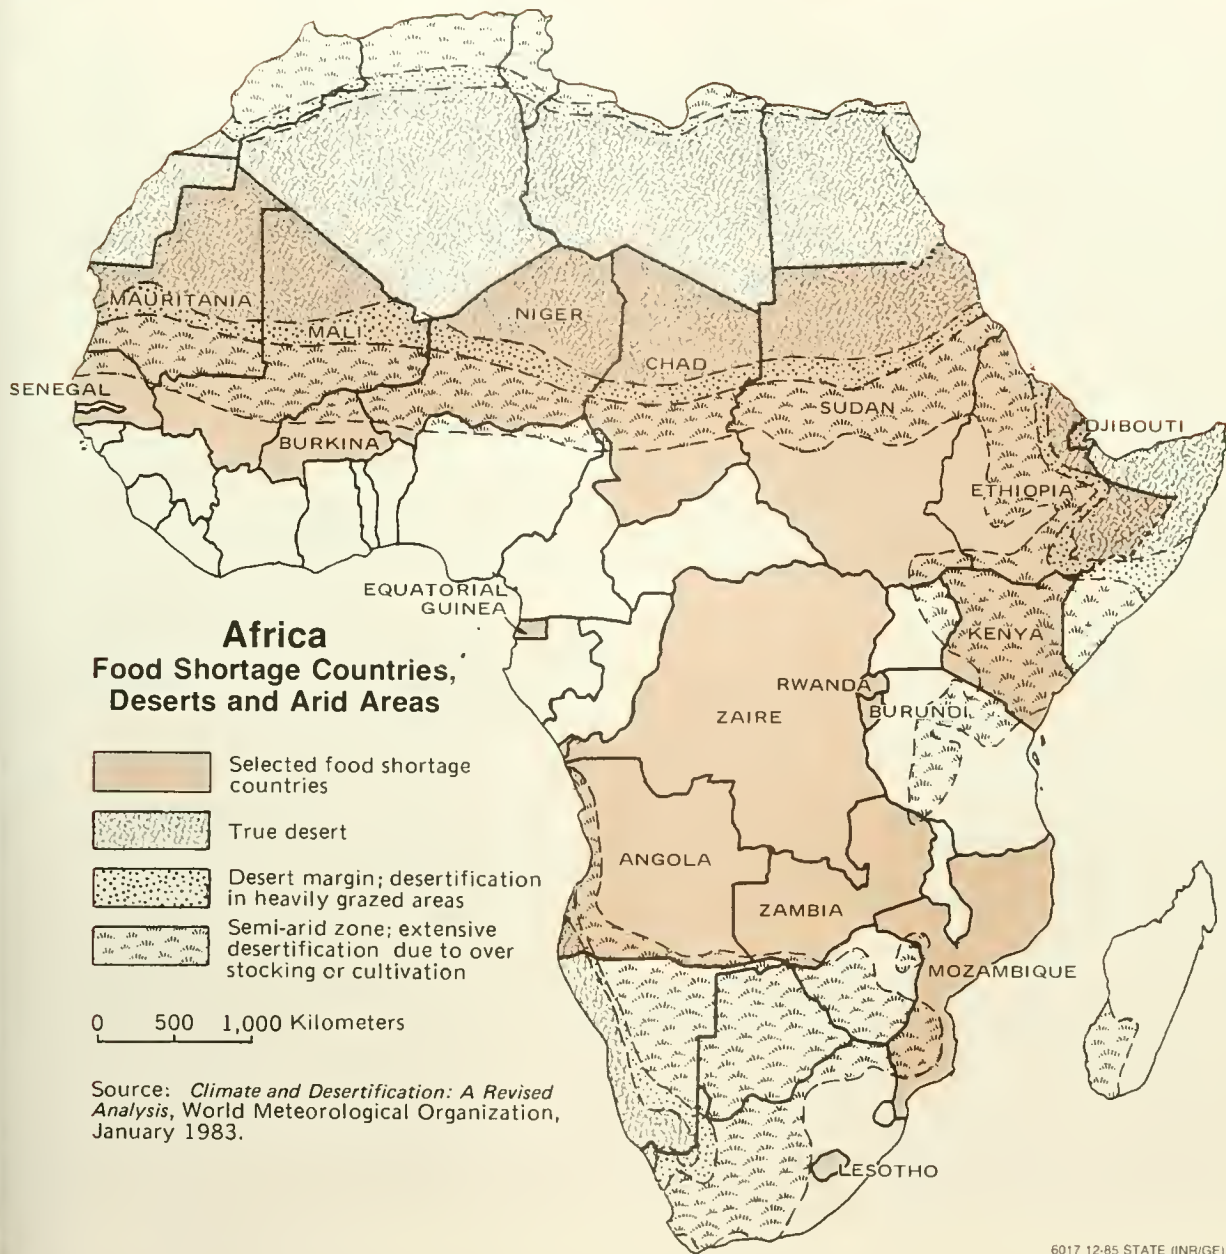 MAURITANIA
MALI
NIGER
CHAD
SENEGAL
BURKINA
SUDAN
DJIBOUTI
ETHIOPIA
EQUATORIAL
GUINEA
KENYA
RWANDA
BURUNDI
ZAIRE
ANGOLA
ZAMBIA
MOZAMBIQUE
LESOTHO
Africa
Food Shortage Countries,
Deserts and Arid Areas
Selected food shortage
countries
True desert
Desert margin; desertification
in heavily grazed areas
Semi-arid zone; extensive
desertification due to over
stocking or cultivation
0 500 1,000 Kilometers
Source: Climate and Desertification: A Revised
Analysis, World Meteorological Organization,
January 1983.
6017 12-85 STATE (INR/GE)